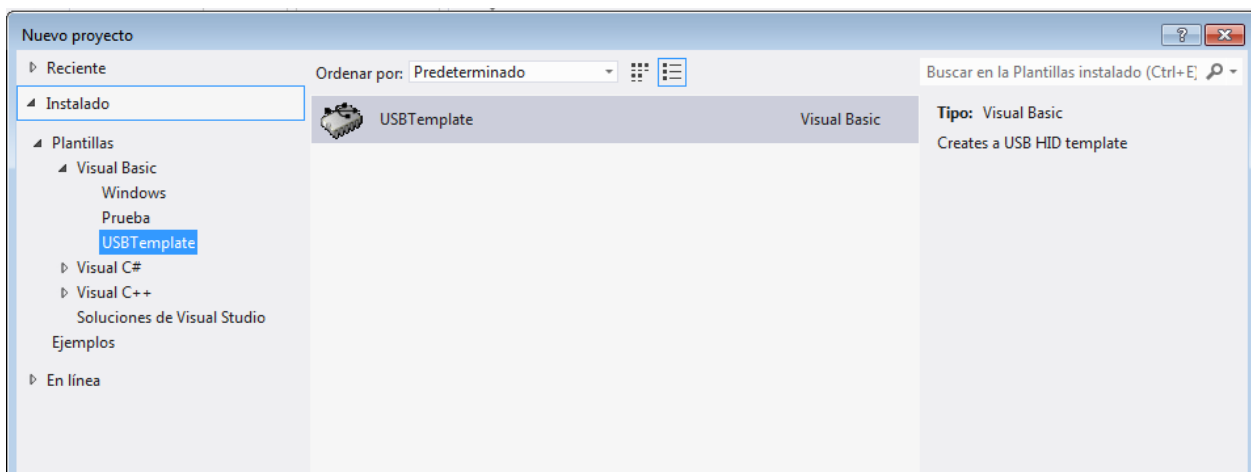 Nuevo proyecto
Reciente
Instalado
Plantillas
Visual Basic
Windows
Prueba
USBTemplate
Visual C#
Visual C++
Soluciones de Visual Studio
Ejemplos
En línea
Ordenar por: Predeterminado
USBTemplate Visual Basic
Buscar en la Plantillas instalado (Ctrl+E)
Tipo: Visual Basic
Creates a USB HID template